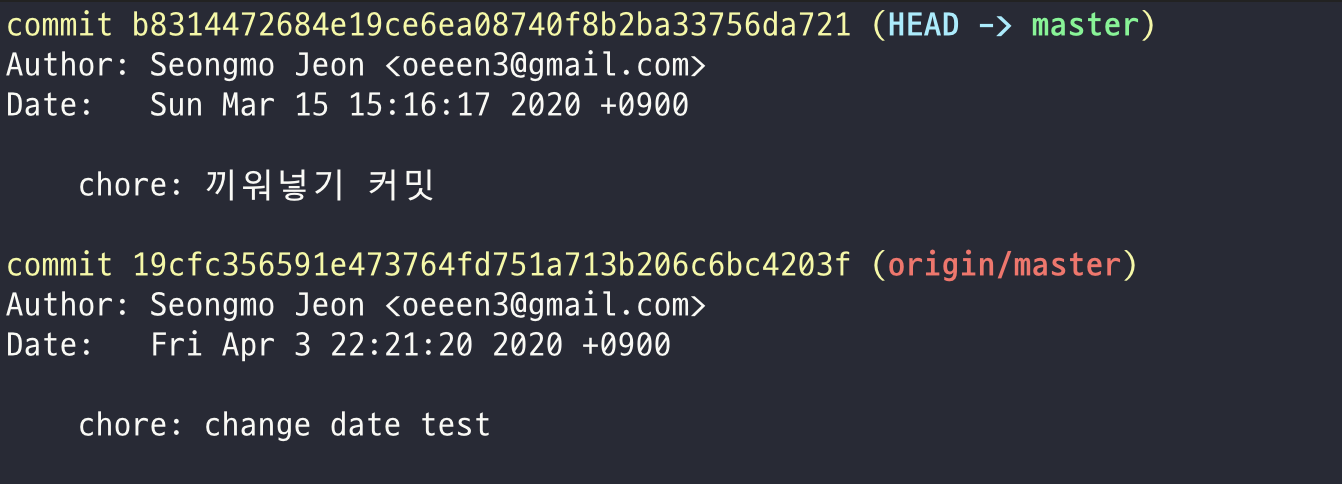 commit b8314472684e19ce6ea08740f8b2ba33756da721 (HEAD -> master)
Author: Seongmo Jeon <oeeen3@gmail.com>
Date:   Sun Mar 15 15:16:17 2020 +0900
chore: 끼워넣기 커밋
commit 19cfc356591e473764fd751a713b206c6bc4203f (origin/master)
Author: Seongmo Jeon <oeeen3@gmail.com>
Date:   Fri Apr 3 22:21:20 2020 +0900
chore: change date test